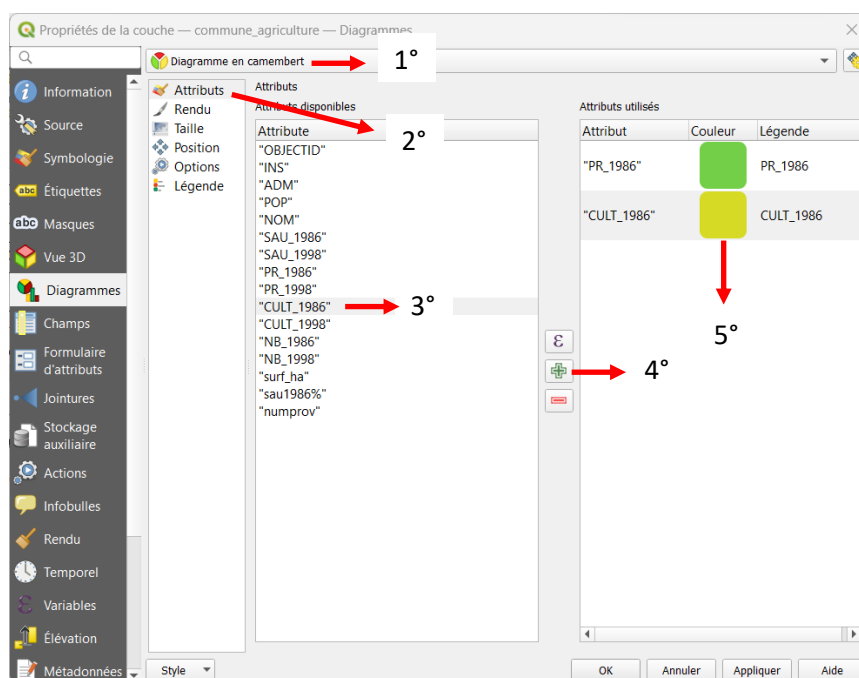 Propriétés de la couche — commune_agriculture — Diagrammes
Diagramme en camembert
1°
Information
Source
Symbologie
abc Étiquettes
abc Masques
Vue 3D
Diagrammes
Champs
Formulaire
d'attributs
Jointures
Stockage
auxiliaire
Actions
Infobulles
Rendu
Temporel
Variables
Élévation
Métadonnées
Attributs
Rendu
Taille
Position
Options
Légende
Attributs
Attributs disponibles
2°
Attribute
"OBJECTID"
"INS"
"ADM"
"POP"
"NOM"
"SAU_1986"
"SAU_1998"
"PR_1986"
"PR_1998"
"CULT_1986"
3°
"CULT_1998"
"NB_1986"
"NB_1998"
"surf_ha"
"sau1986%"
"numprov"
ε
4°
Attributs utilisés
Attribut Couleur Légende
"PR_1986" PR_1986
"CULT_1986" CULT_1986
5°
Style
OK Annuler Appliquer Aide